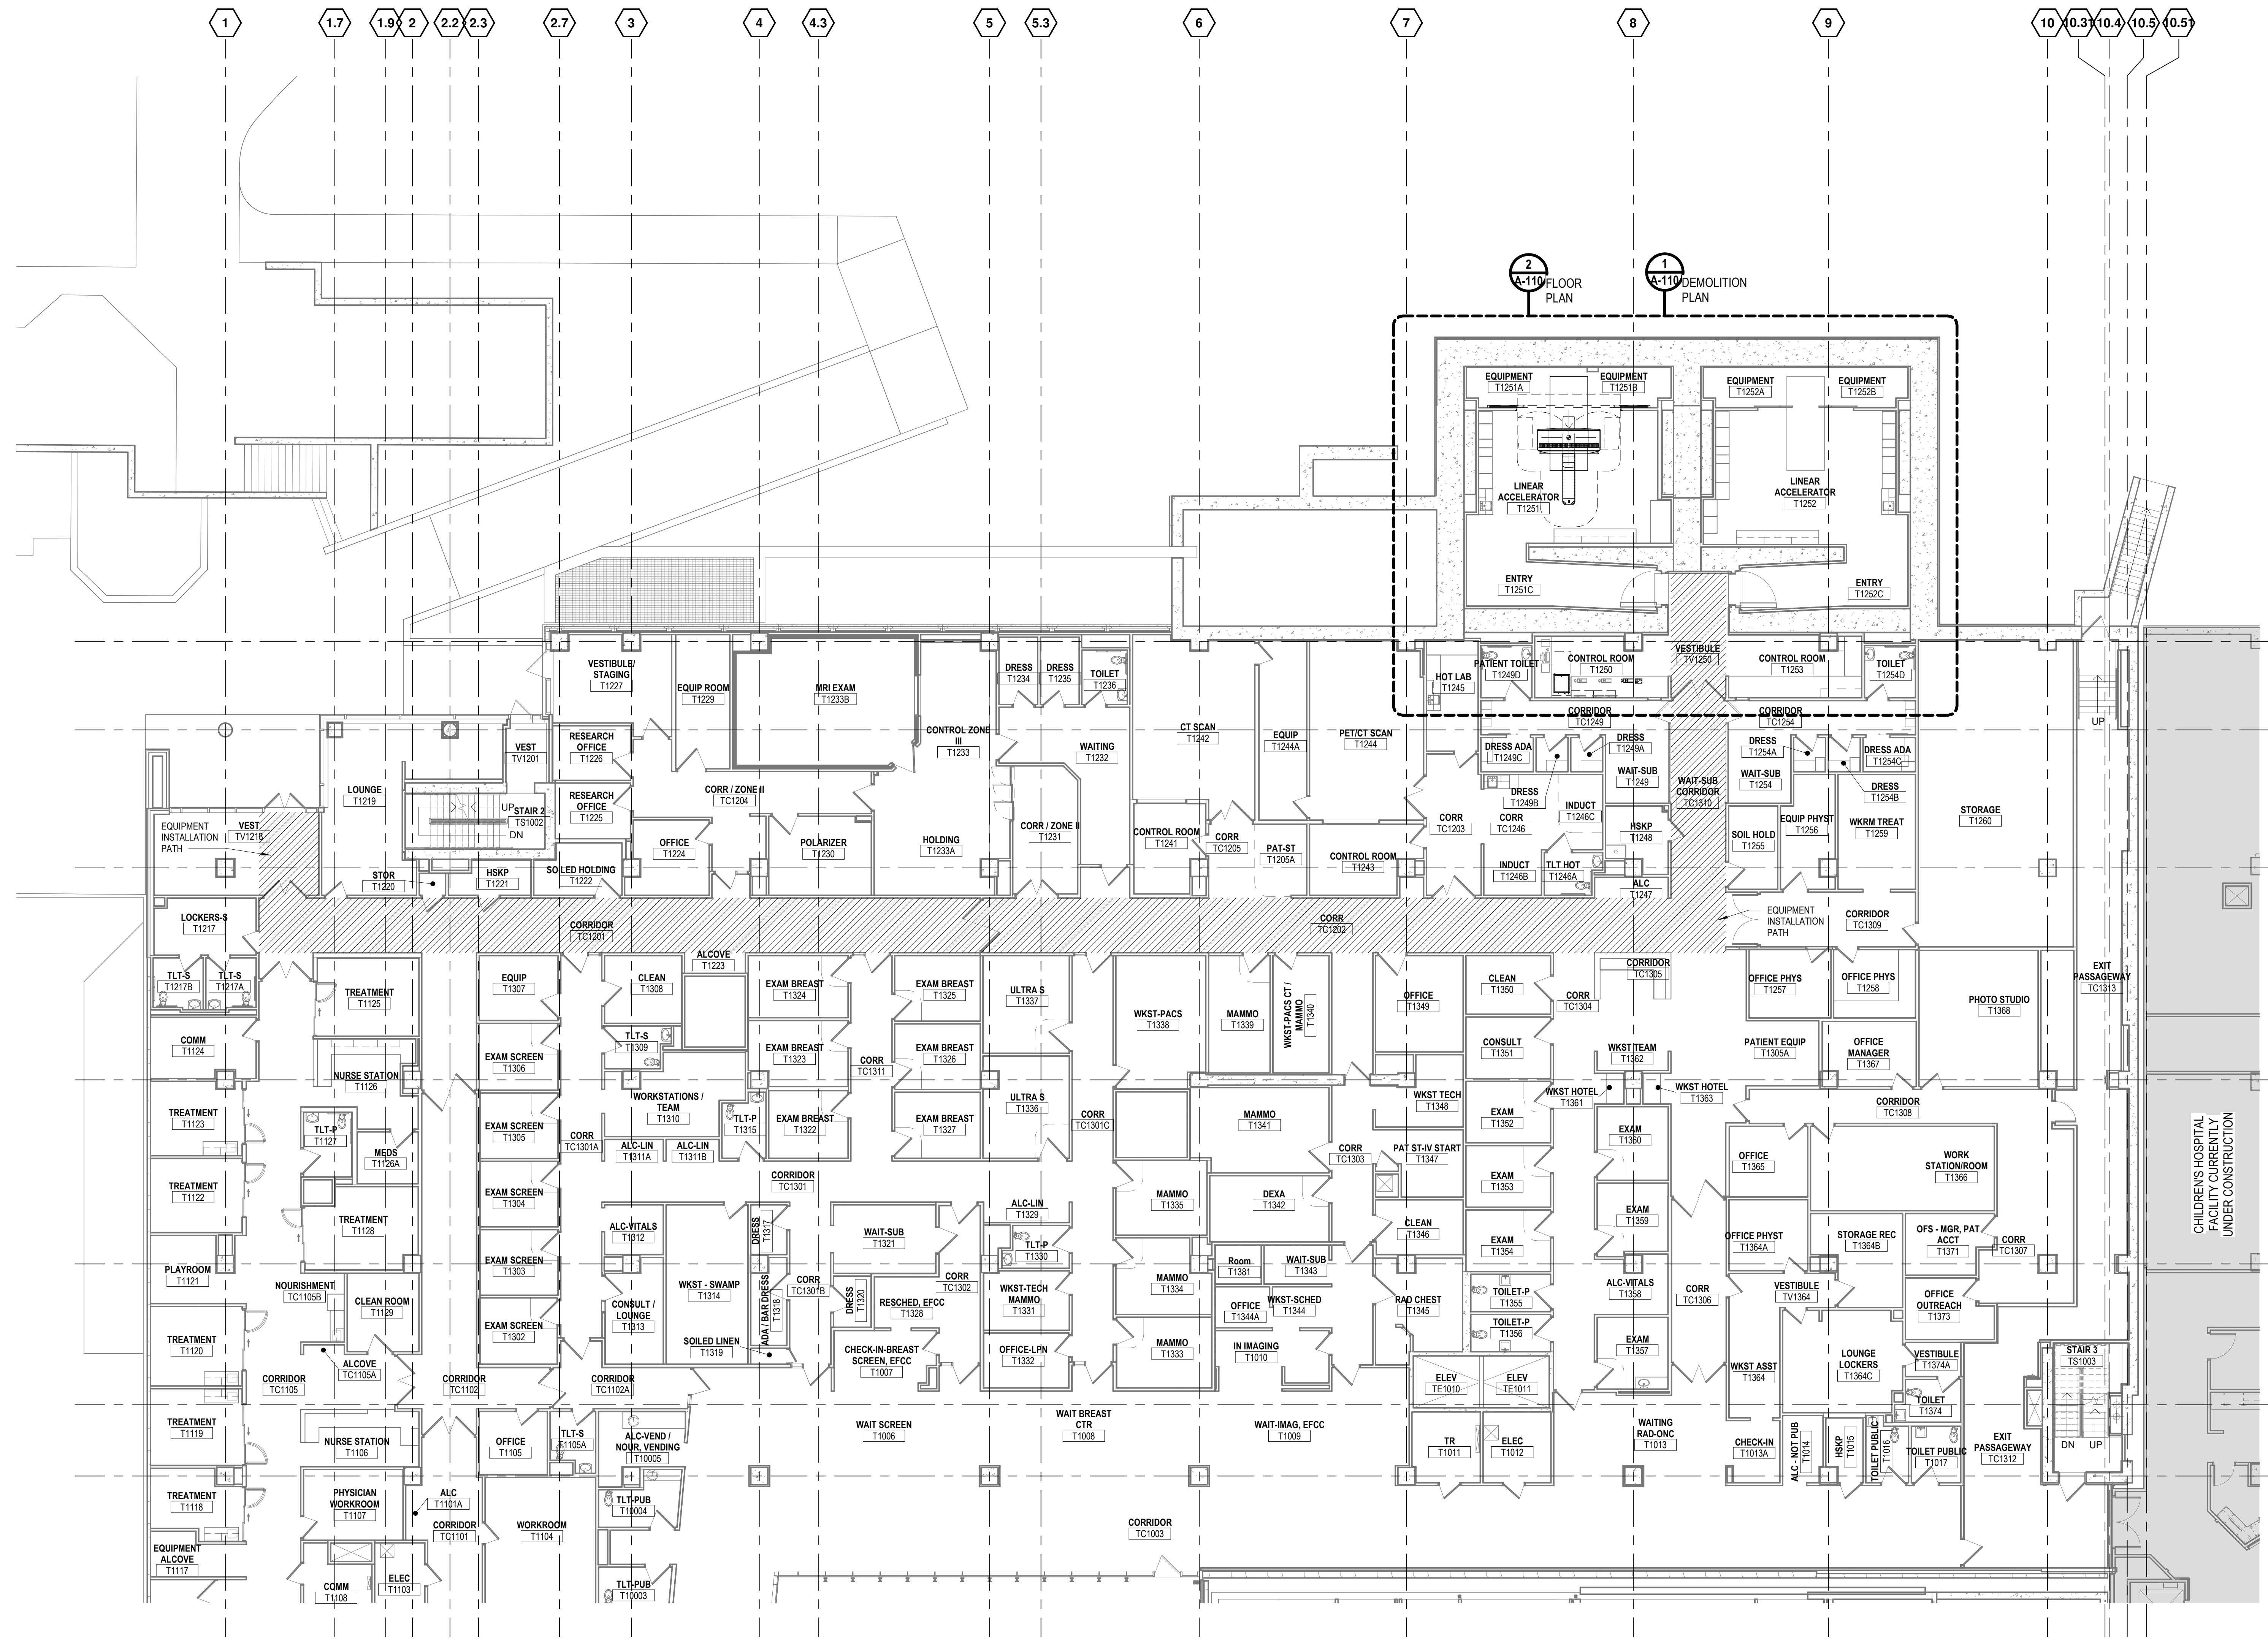 1
1.7
1.9
2
2.2
2.3
2.7
3
4
4.3
5
5.3
6
7
8
9
10
10.31
10.4
10.5
10.51
2
A-110
FLOOR
PLAN
1
A-110
DEMOLITION
PLAN
EQUIPMENT
T1251A
EQUIPMENT
T1251B
EQUIPMENT
T1252A
EQUIPMENT
T1252B
LINEAR
ACCELERATOR
T1251
LINEAR
ACCELERATOR
T1252
ENTRY
T1251C
ENTRY
T1252C
VESTIBULE/
STAGING
T1227
EQUIP ROOM
T1229
MRI EXAM
T1233B
DRESS
T1234
DRESS
T1235
TOILET
T1236
HOT LAB
T1245
PATIENT TOILET
T1249D
CONTROL ROOM
T1250
VESTIBULE
TV1250
CONTROL ROOM
T1253
TOILET
T1254D
UP
RESEARCH
OFFICE
T1226
VEST
TV1201
CONTROL ZONE
III
T1233
WAITING
T1232
CT SCAN
T1242
EQUIP
T1244A
PET/CT SCAN
T1244
CORRIDOR
TC1249
CORRIDOR
TC1254
DRESS ADA
T1249C
DRESS
T1249A
WAIT-SUB
T1249
DRESS
T1254A
WAIT-SUB
T1254
DRESS ADA
T1254C
LOUNGE
T1219
UP
DN
STAIR 2
TS1002
RESEARCH
OFFICE
T1225
CORR / ZONE II
TC1204
DRESS
T1249B
INDUCT
T1246C
WAIT-SUB
CORRIDOR
TC1310
DRESS
T1254B
STORAGE
T1260
EQUIPMENT
INSTALLATION
PATH
VEST
TV1218
OFFICE
T1224
POLARIZER
T1230
HOLDING
T1233A
CORR / ZONE II
T1231
CONTROL ROOM
T1241
CORR
TC1205
PAT-ST
T1205A
CONTROL ROOM
T1243
CORR
TC1203
CORR
TC1246
HSKP
T1248
SOIL HOLD
T1255
EQUIP PHYST
T1256
WKRM TREAT
T1259
STOR
T1220
HSKP
T1221
SOILED HOLDING
T1222
INDUCT
T1246B
TLT HOT
T1246A
ALC
T1247
LOCKERS-S
T1217
CORRIDOR
TC1201
CORR
TC1202
EQUIPMENT
INSTALLATION
PATH
CORRIDOR
TC1309
TLT-S
T1217B
TLT-S
T1217A
TREATMENT
T1125
EQUIP
T1307
CLEAN
T1308
ALCOVE
T1223
EXAM BREAST
T1324
EXAM BREAST
T1325
ULTRA S
T1337
WKST-PACS
T1338
MAMMO
T1339
WKST-PACS CT /
MAMMO
T1340
OFFICE
T1349
CLEAN
T1350
CORR
TC1304
CORRIDOR
TC1305
OFFICE PHYS
T1257
OFFICE PHYS
T1258
PHOTO STUDIO
T1368
EXIT
PASSAGEWAY
TC1313
COMM
T1124
NURSE STATION
T1126
EXAM SCREEN
T1306
TLT-S
T1309
EXAM BREAST
T1323
CORR
TC1311
EXAM BREAST
T1326
CONSULT
T1351
WKST TEAM
T1362
PATIENT EQUIP
T1305A
OFFICE
MANAGER
T1367
TREATMENT
T1123
TLT-P
T1127
MEDS
T1126A
EXAM SCREEN
T1305
CORR
TC1301A
WORKSTATIONS /
TEAM
T1310
ALC-LIN
T1311A
ALC-LIN
T1311B
TLT-P
T1315
EXAM BREAST
T1322
EXAM BREAST
T1327
ULTRA S
T1336
CORR
TC1301C
MAMMO
T1341
CORR
TC1303
WKST TECH
T1348
PAT ST-IV START
T1347
EXAM
T1352
WKST HOTEL
T1361
WKST HOTEL
T1363
EXAM
T1360
CORRIDOR
TC1308
OFFICE
T1365
WORK
STATION/ROOM
T1366
CHILDREN'S HOSPITAL
FACILITY CURRENTLY
UNDER CONSTRUCTION
TREATMENT
T1122
TREATMENT
T1128
EXAM SCREEN
T1304
CORRIDOR
TC1301
ALC-VITALS
T1312
DRESS
T1317
WAIT-SUB
T1321
ALC-LIN
T1329
TLT-P
T1330
MAMMO
T1335
DEXA
T1342
CLEAN
T1346
EXAM
T1353
EXAM
T1354
EXAM
T1359
OFFICE PHYST
T1364A
STORAGE REC
T1364B
OFS - MGR, PAT
ACCT
T1371
CORR
TC1307
PLAYROOM
T1121
NOURISHMENT
TC1105B
CLEAN ROOM
T1129
EXAM SCREEN
T1303
EXAM SCREEN
T1302
CONSULT /
LOUNGE
T1313
WKST - SWAMP
T1314
ADA / BAR DRESS
T1318
CORR
TC1301B
DRESS
T1320
RESCHED, EFCC
T1328
CORR
TC1302
WKST-TECH
MAMMO
T1331
MAMMO
T1334
Room
T1381
WAIT-SUB
T1343
OFFICE
T1344A
WKST-SCHED
T1344
RAD CHEST
T1345
TOILET-P
T1355
TOILET-P
T1356
ALC-VITALS
T1358
CORR
TC1306
VESTIBULE
TV1364
OFFICE
OUTREACH
T1373
TREATMENT
T1120
ALCOVE
TC1105A
SOILED LINEN
T1319
CHECK-IN-BREAST
SCREEN, EFCC
T1007
OFFICE-LPN
T1332
MAMMO
T1333
IN IMAGING
T1010
EXAM
T1357
WKST ASST
T1364
LOUNGE
LOCKERS
T1364C
VESTIBULE
T1374A
STAIR 3
TS1003
CORRIDOR
TC1105
CORRIDOR
TC1102
CORRIDOR
TC1102A
ELEV
TE1010
ELEV
TE1011
TOILET
T1374
TREATMENT
T1119
NURSE STATION
T1106
OFFICE
T1105
TLT-S
T1105A
ALC-VEND /
NOUR, VENDING
T10005
WAIT SCREEN
T1006
WAIT BREAST
CTR
T1008
WAIT-IMAG, EFCC
T1009
TR
T1011
ELEC
T1012
WAITING
RAD-ONC
T1013
CHECK-IN
T1013A
ALC - NOT PUB
T1014
HSKP
T1015
TOILET PUBLIC
T1016
TOILET PUBLIC
T1017
EXIT
PASSAGEWAY
TC1312
DN
UP
TREATMENT
T1118
PHYSICIAN
WORKROOM
T1107
ALC
T1101A
CORRIDOR
TC1101
WORKROOM
T1104
TLT-PUB
T10004
CORRIDOR
TC1003
EQUIPMENT
ALCOVE
T1117
COMM
T1108
ELEC
T1103
TLT-PUB
T10003